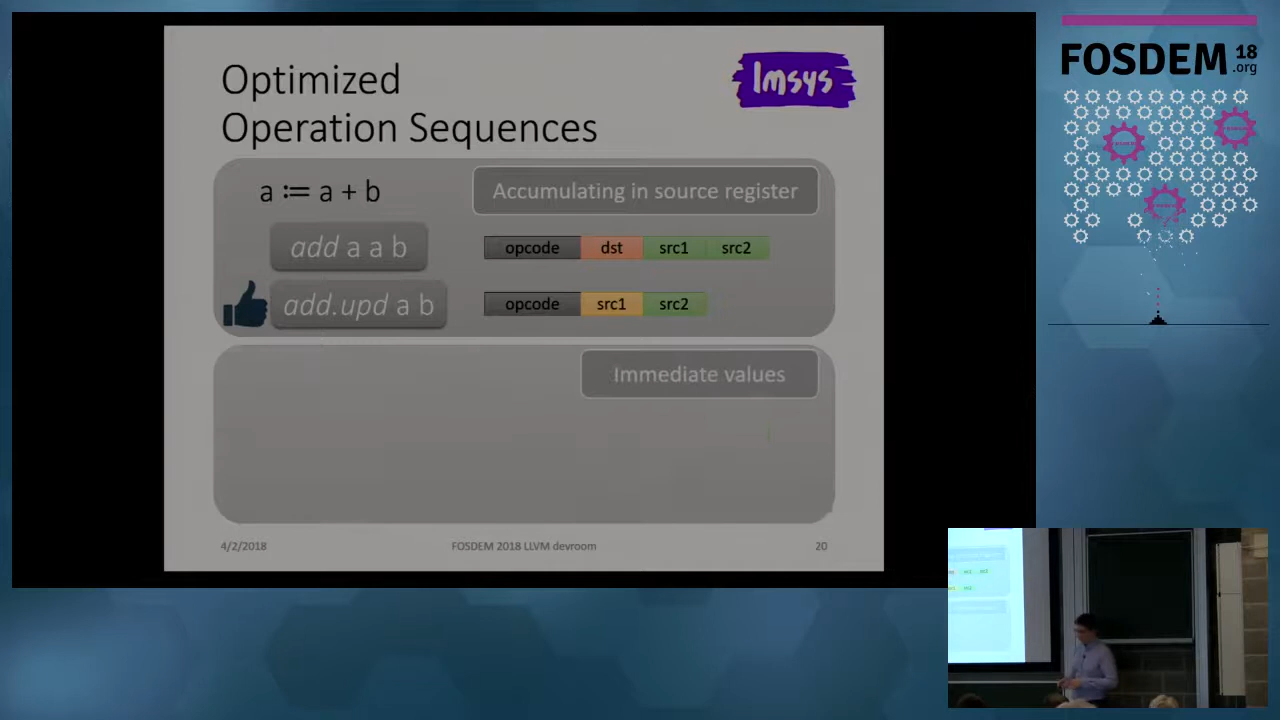 Optimized
Operation Sequences
Imsys
a := a + b
Accumulating in source register
add a a b
opcode dst src1 src2
add.upd a b
opcode src1 src2
Immediate values
4/2/2018
FOSDEM 2018 LLVM devroom
20
FOSDEM 18
.org